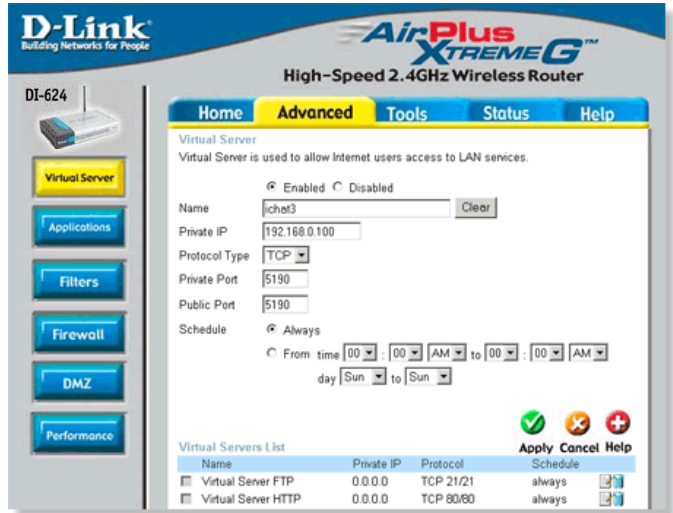 D-Link
Building Networks for People
AirPlus
XTREME G™
High-Speed 2.4GHz Wireless Router
DI-624
Home Advanced Tools Status Help
Virtual Server
Applications
Filters
Firewall
DMZ
Performance
Virtual Server
Virtual Server is used to allow Internet users access to LAN services.
Enabled Disabled
Name ichat3 Clear
Private IP 192.168.0.100
Protocol Type TCP
Private Port 5190
Public Port 5190
Schedule Always
From time 00 : 00 AM to 00 : 00 AM
day Sun to Sun
Apply Cancel Help
Virtual Servers List
Name Private IP Protocol Schedule
Virtual Server FTP 0.0.0.0 TCP 21/21 always
Virtual Server HTTP 0.0.0.0 TCP 80/80 always